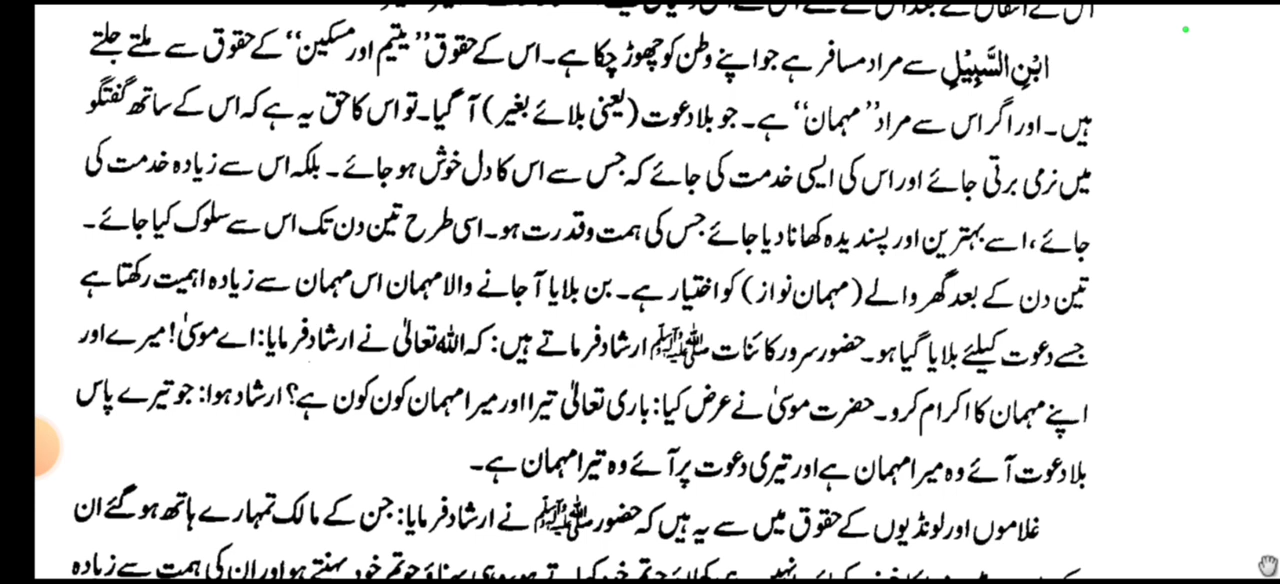 ابْنِ السَّبِیْلِ سے مراد مسافر ہے جو اپنے وطن کو چھوڑ چکا ہے۔ اس کے حقوق ”یتیم اور مسکین“ کے حقوق سے ملتے جلتے
ہیں۔ اور اگر اس سے مراد ”مہمان“ ہے۔ جو بلا دعوت (یعنی بلائے بغیر) آ گیا۔ تو اس کا حق یہ ہے کہ اس کے ساتھ گفتگو
میں نرمی برتی جائے اور اس کی ایسی خدمت کی جائے کہ جس سے اس کا دل خوش ہو جائے۔ بلکہ اس سے زیادہ خدمت کی
جائے، اسے بہترین اور پسندیدہ کھانا دیا جائے جس کی ہمت و قدرت ہو۔ اسی طرح تین دن تک اس سے سلوک کیا جائے۔
تین دن کے بعد گھر والے (مہمان نواز) کو اختیار ہے۔ بن بلایا آ جانے والا مہمان اس مہمان سے زیادہ اہمیت رکھتا ہے
جسے دعوت کیلئے بلایا گیا ہو۔ حضور سرور کائنات ﷺ ارشاد فرماتے ہیں: کہ اللہ تعالیٰ نے ارشاد فرمایا: اے موسیٰ! میرے اور
اپنے مہمان کا اکرام کرو۔ حضرت موسیٰ نے عرض کیا: باری تعالیٰ تیرا اور میرا مہمان کون کون ہے؟ ارشاد ہوا: جو تیرے پاس
بلا دعوت آئے وہ میرا مہمان ہے اور تیری دعوت پر آئے وہ تیرا مہمان ہے۔
غلاموں اور لونڈیوں کے حقوق میں سے یہ ہیں کہ حضور ﷺ نے ارشاد فرمایا: جن کے مالک تمہارے ہاتھ ہو گئے ان
خود پہنتے ہو اور ان کی ہمت سے زیادہ